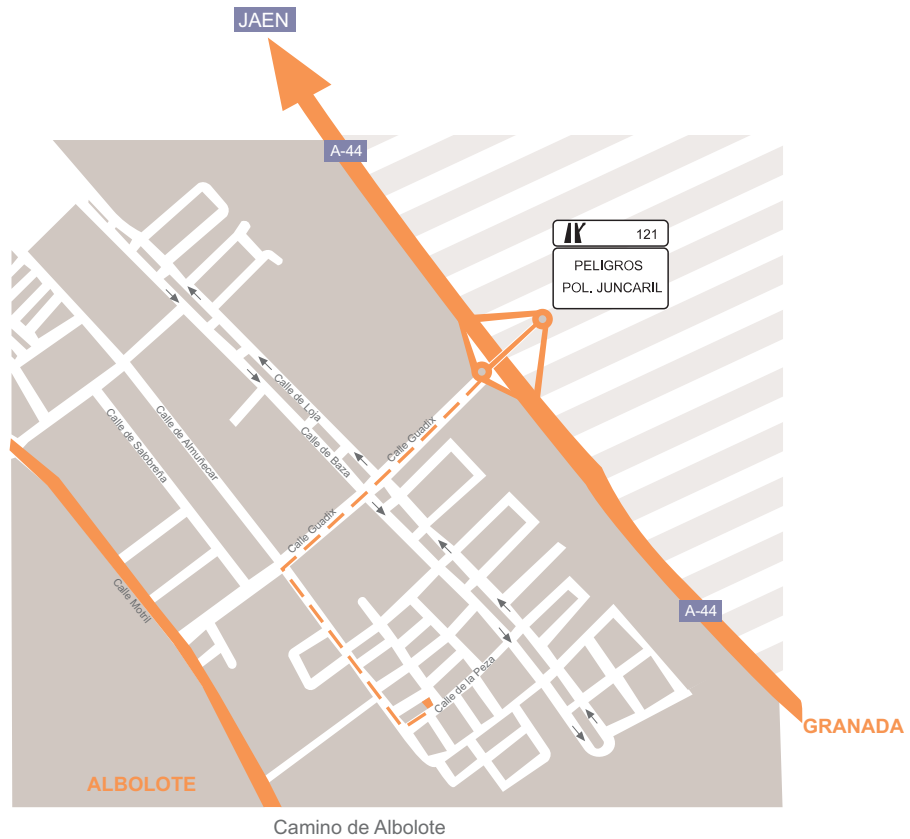 JAEN
A-44
121
PELIGROS
POL. JUNCARIL
Calle de Loja
Calle de Baza
Calle Guadix
Calle de Almuñecar
Calle de Salobreña
Calle Guadix
Calle Motril
A-44
Calle de la Peza
GRANADA
ALBOLOTE
Camino de Albolote